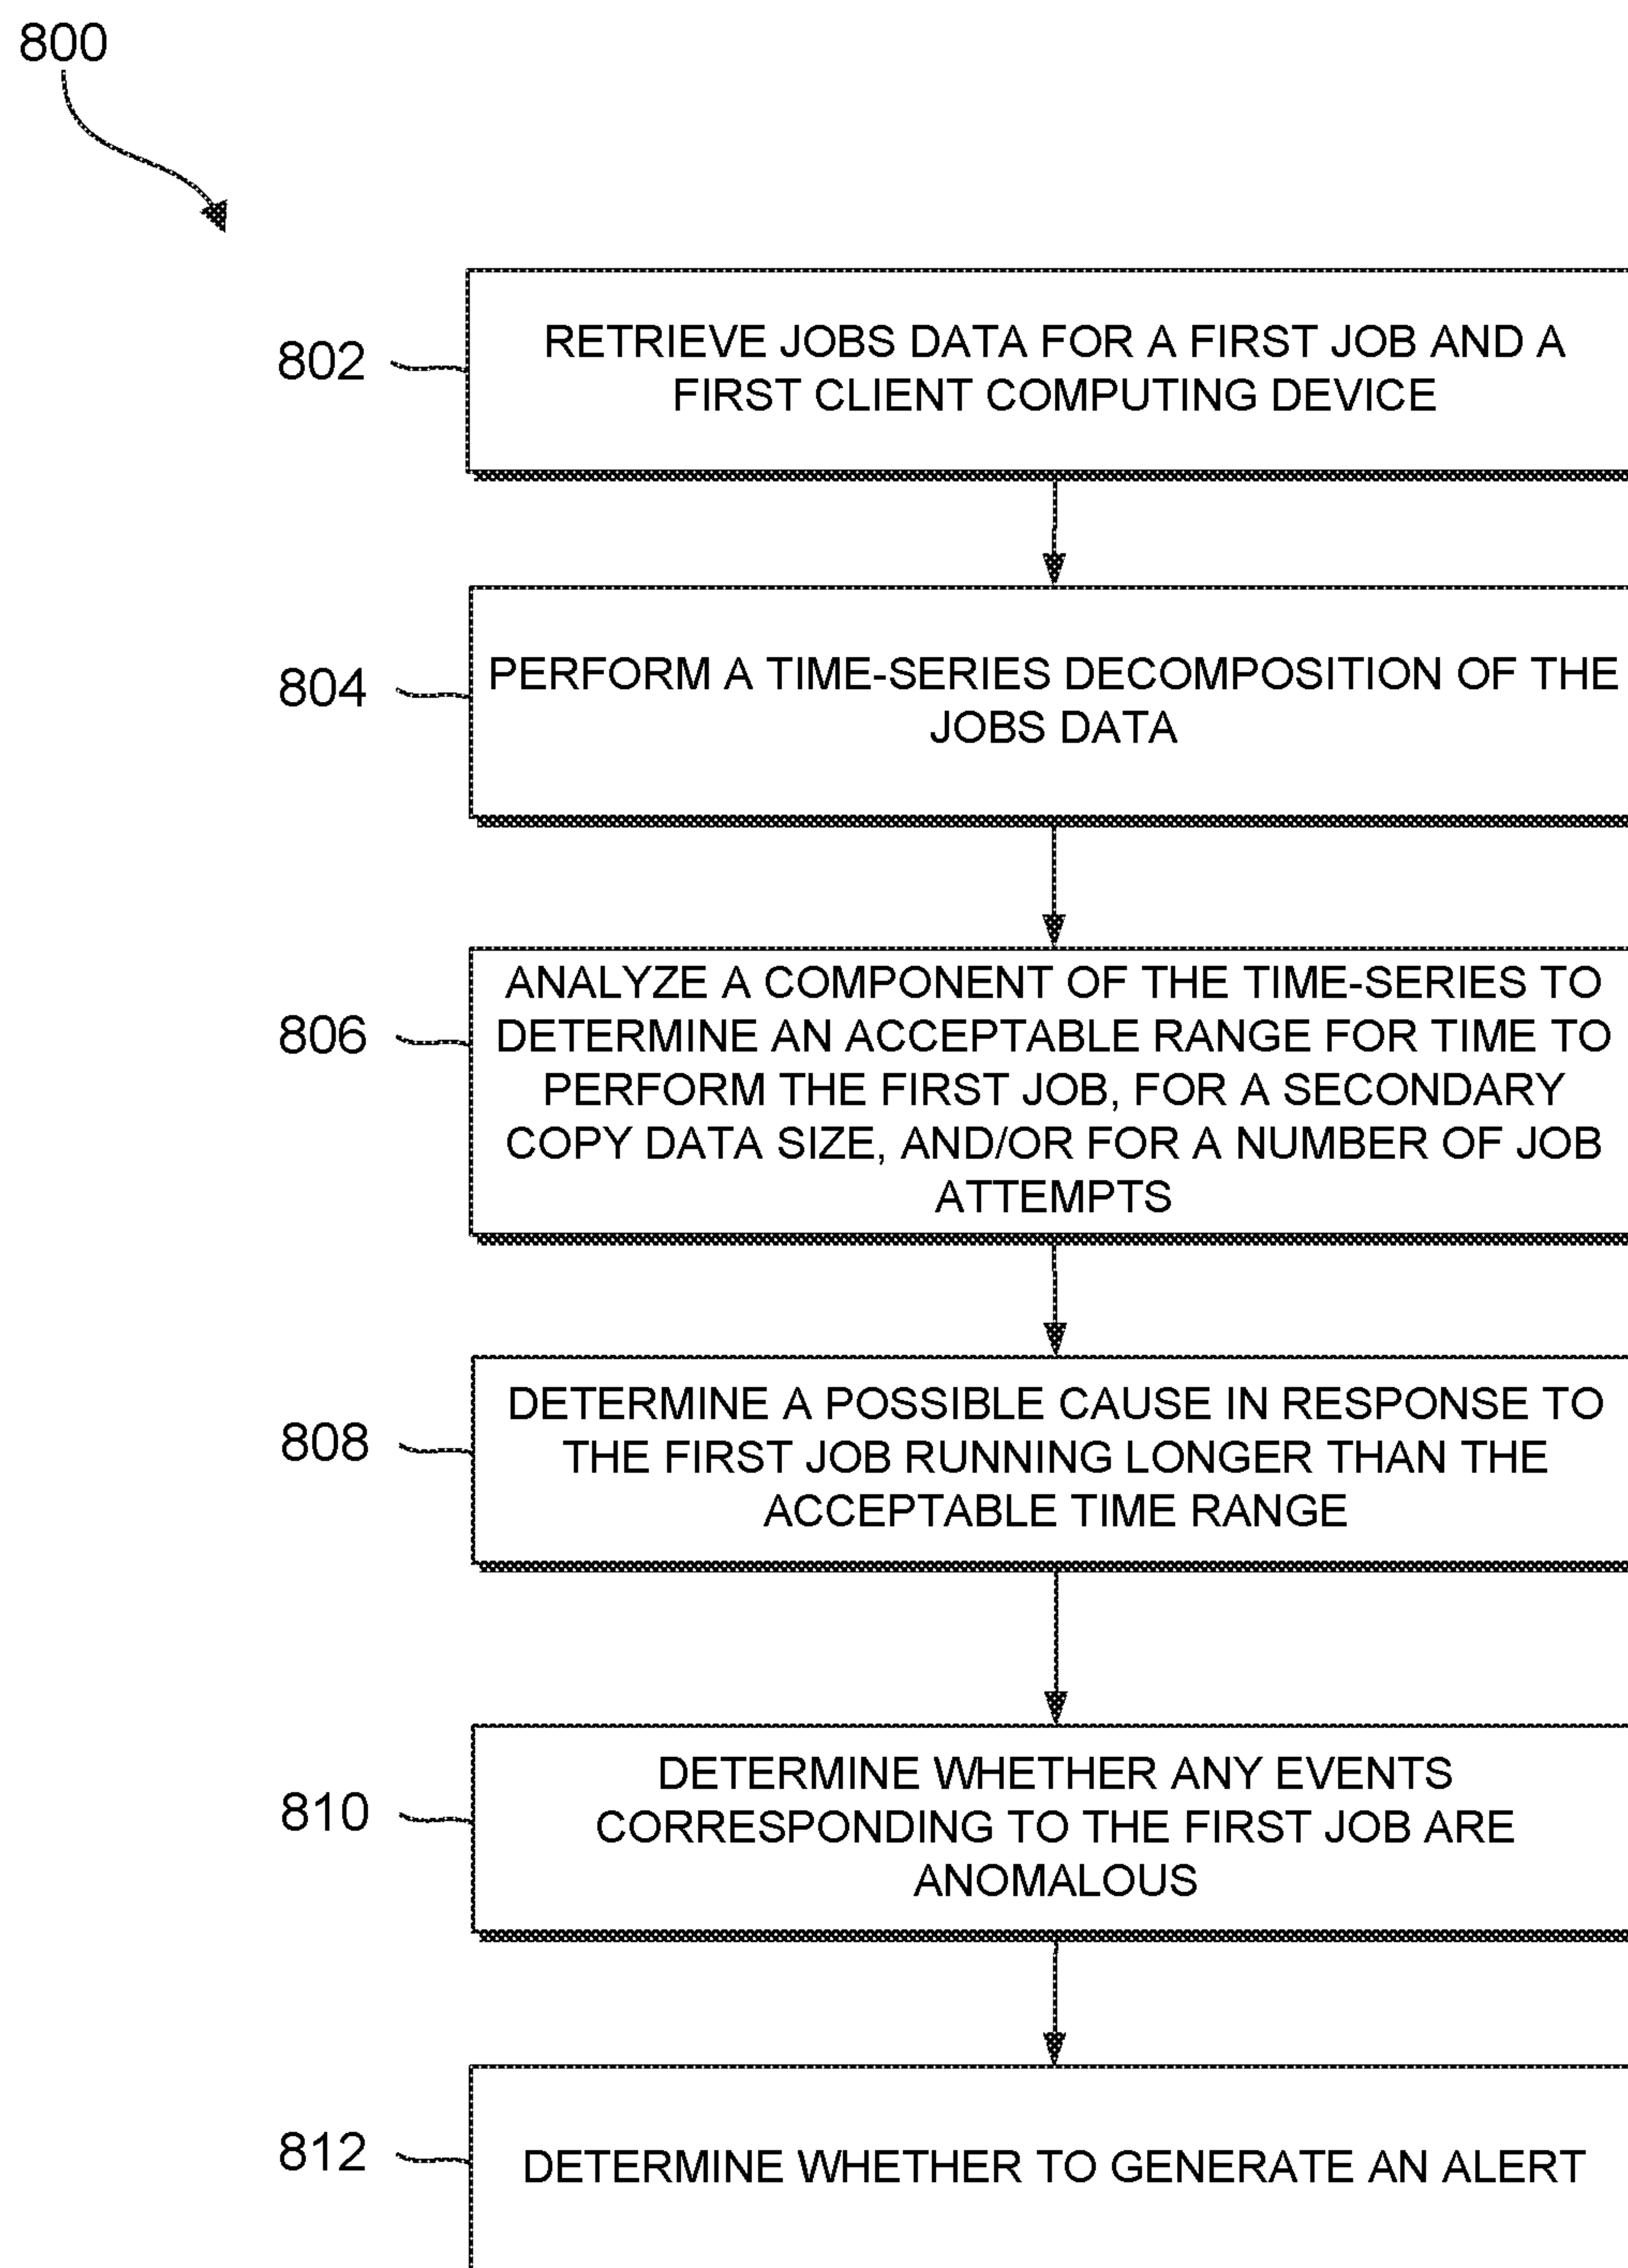 800
802
RETRIEVE JOBS DATA FOR A FIRST JOB AND A
FIRST CLIENT COMPUTING DEVICE
804
PERFORM A TIME-SERIES DECOMPOSITION OF THE
JOBS DATA
806
ANALYZE A COMPONENT OF THE TIME-SERIES TO
DETERMINE AN ACCEPTABLE RANGE FOR TIME TO
PERFORM THE FIRST JOB, FOR A SECONDARY
COPY DATA SIZE, AND/OR FOR A NUMBER OF JOB
ATTEMPTS
808
DETERMINE A POSSIBLE CAUSE IN RESPONSE TO
THE FIRST JOB RUNNING LONGER THAN THE
ACCEPTABLE TIME RANGE
810
DETERMINE WHETHER ANY EVENTS
CORRESPONDING TO THE FIRST JOB ARE
ANOMALOUS
812
DETERMINE WHETHER TO GENERATE AN ALERT